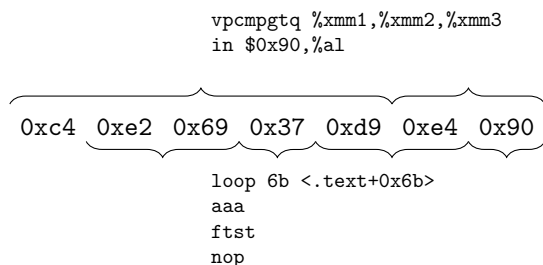 vpcmpgtq %xmm1,%xmm2,%xmm3
in $0x90,%al
0xc4 0xe2 0x69 0x37 0xd9 0xe4 0x90
loop 6b <.text+0x6b>
aaa
ftst
nop